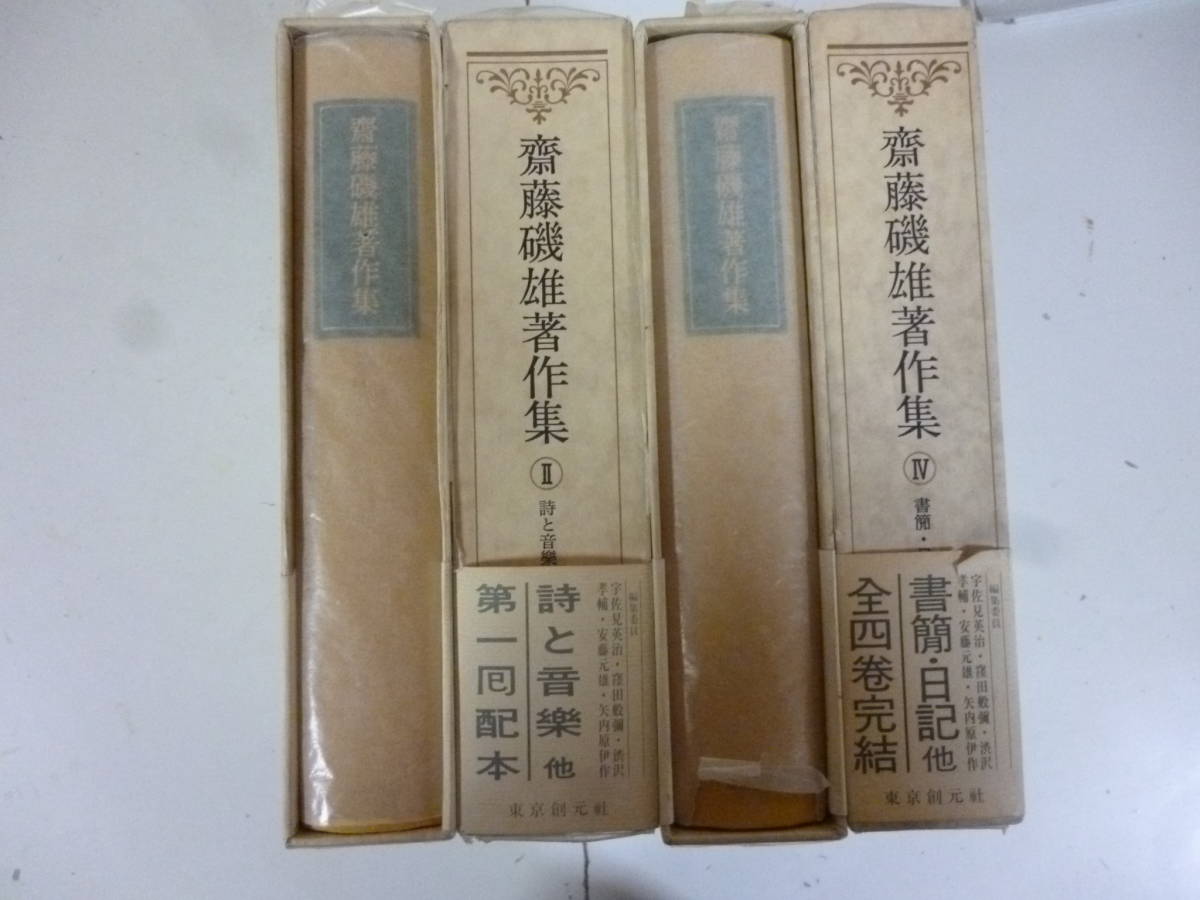 齋藤磯雄著作集
齋藤磯雄著作集
Ⅱ
詩と音樂
編集委員
宇佐見英治・窪田般彌・渋沢
孝輔・安藤元雄・矢内原伊作
詩と音樂 他
第一回配本
東京創元社
齋藤磯雄著作集
齋藤磯雄著作集
Ⅳ
書簡・
編集委員
宇佐見英治・窪田般彌・渋沢
孝輔・安藤元雄・矢内原伊作
書簡・日記 他
全四巻完結
東京創元社